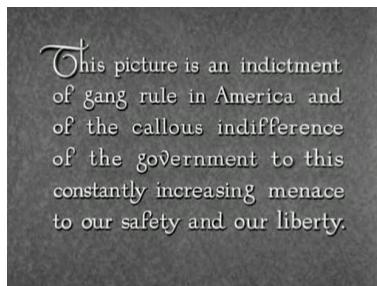 This picture is an indictment
of gang rule in America and
of the callous indifference
of the government to this
constantly increasing menace
to our safety and our liberty.